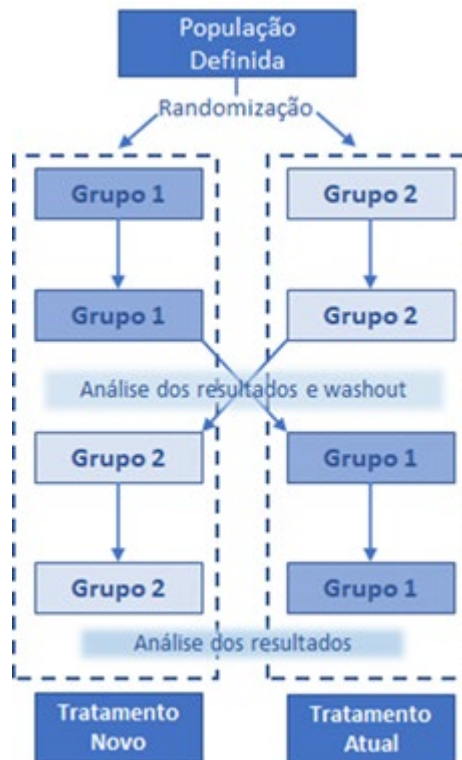 População
Definida
Randomização
Grupo 1
Grupo 2
Grupo 1
Grupo 2
Análise dos resultados e washout
Grupo 2
Grupo 1
Grupo 2
Grupo 1
Análise dos resultados
Tratamento
Novo
Tratamento
Atual